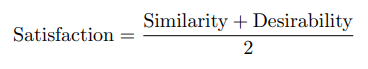 Satisfaction = (Similarity + Desirability) / 2